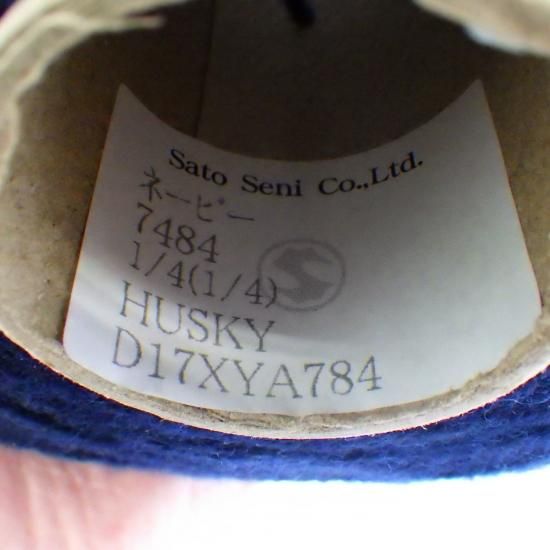 Sato Seni Co.,Ltd.
ネービー
7484
1/4(1/4)
HUSKY
D17XYA784